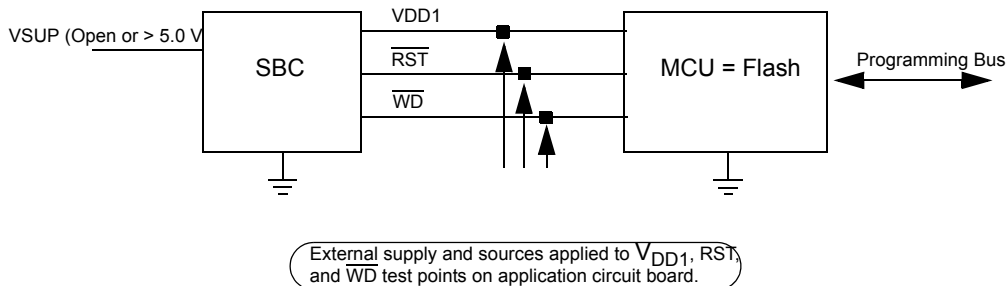 VDD1
VSUP (Open or > 5.0 V
SBC
RST
WD
MCU = Flash
Programming Bus
External supply and sources applied to VDD1, RST,
and WD test points on application circuit board.